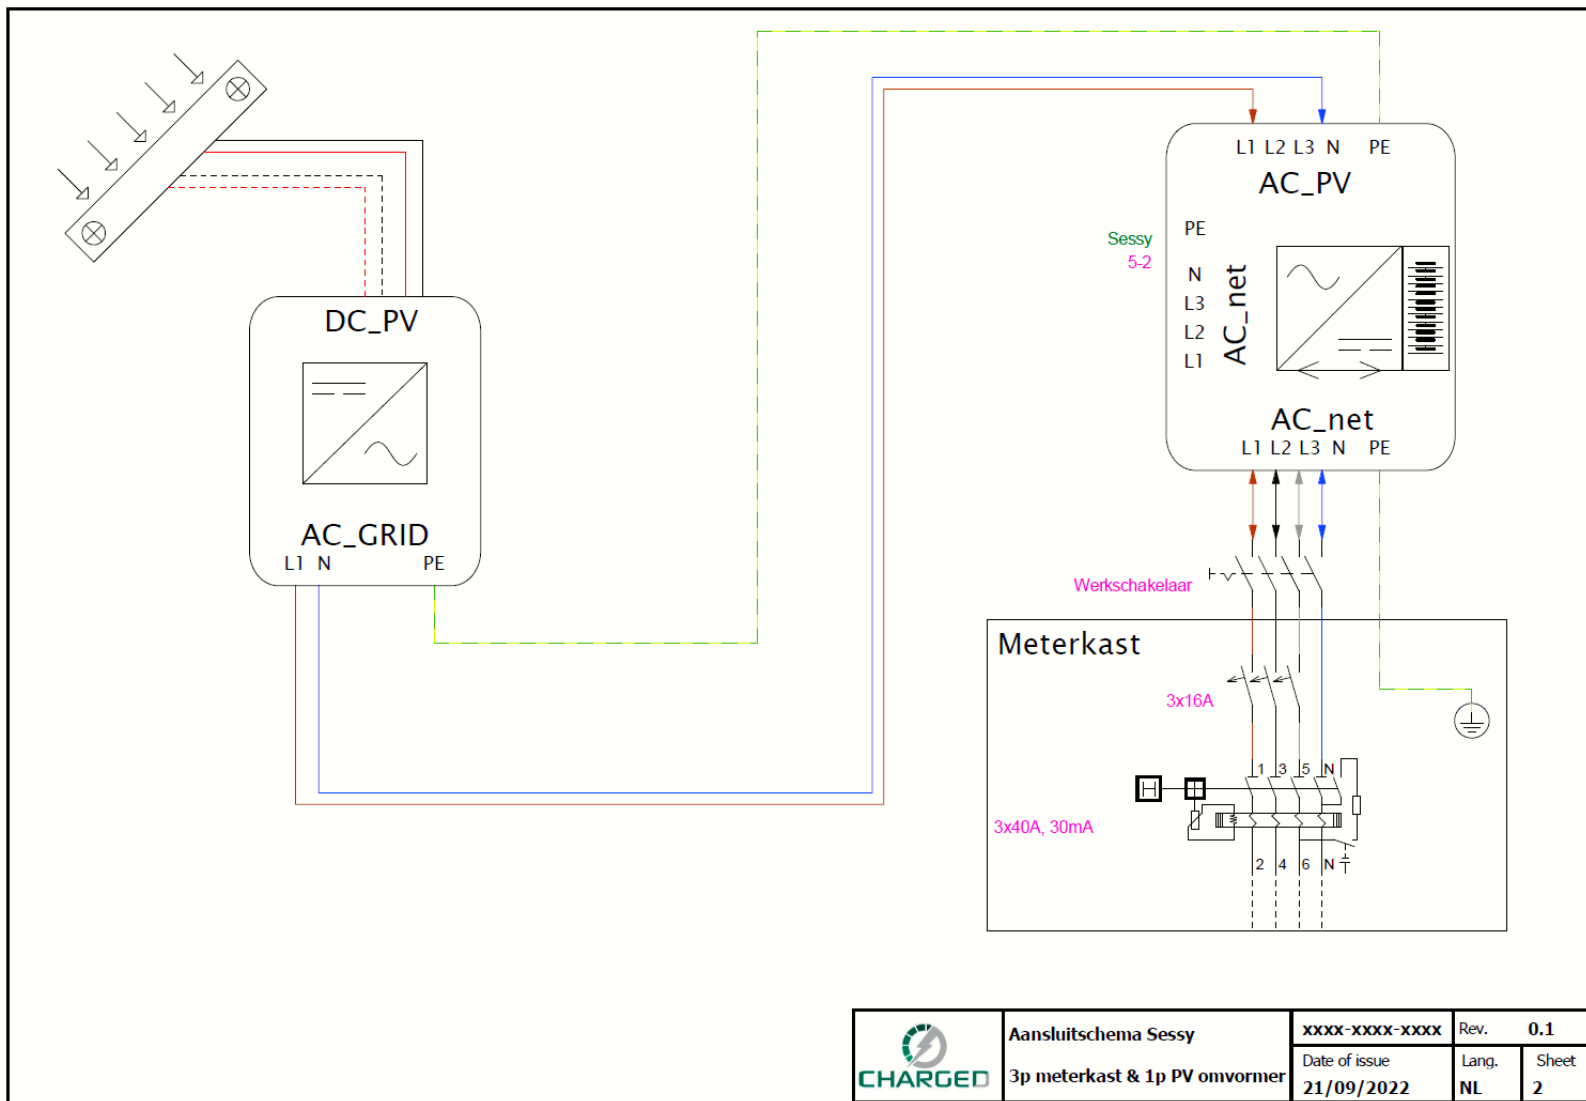 L1 L2 L3 N PE
AC_PV
Sessy
5-2
PE
N
L3
L2
L1
AC_net
AC_net
L1 L2 L3 N PE
DC_PV
AC_GRID
L1 N PE
Werkschakelaar
Meterkast
3x16A
1 3 5 N
H
3x40A, 30mA
2 4 6 N
CHARGED
Aansluitschema Sessy
3p meterkast & 1p PV omvormer
xxxx-xxxx-xxxx
Rev. 0.1
Date of issue
21/09/2022
Lang.
NL
Sheet
2